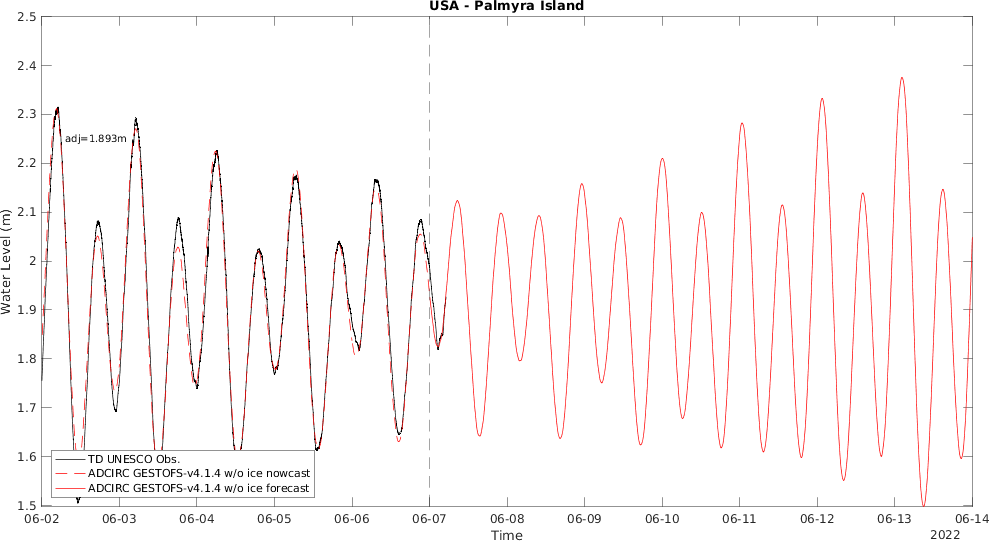 USA - Palmyra Island
2.5
2.4
2.3
2.2
2.1
2
1.9
1.8
1.7
1.6
1.5
Water Level (m)
adj=1.893m
TD UNESCO Obs.
ADCIRC GESTOFS-v4.1.4 w/o ice nowcast
ADCIRC GESTOFS-v4.1.4 w/o ice forecast
06-02 06-03 06-04 06-05 06-06 06-07 06-08 06-09 06-10 06-11 06-12 06-13 06-14
Time
2022